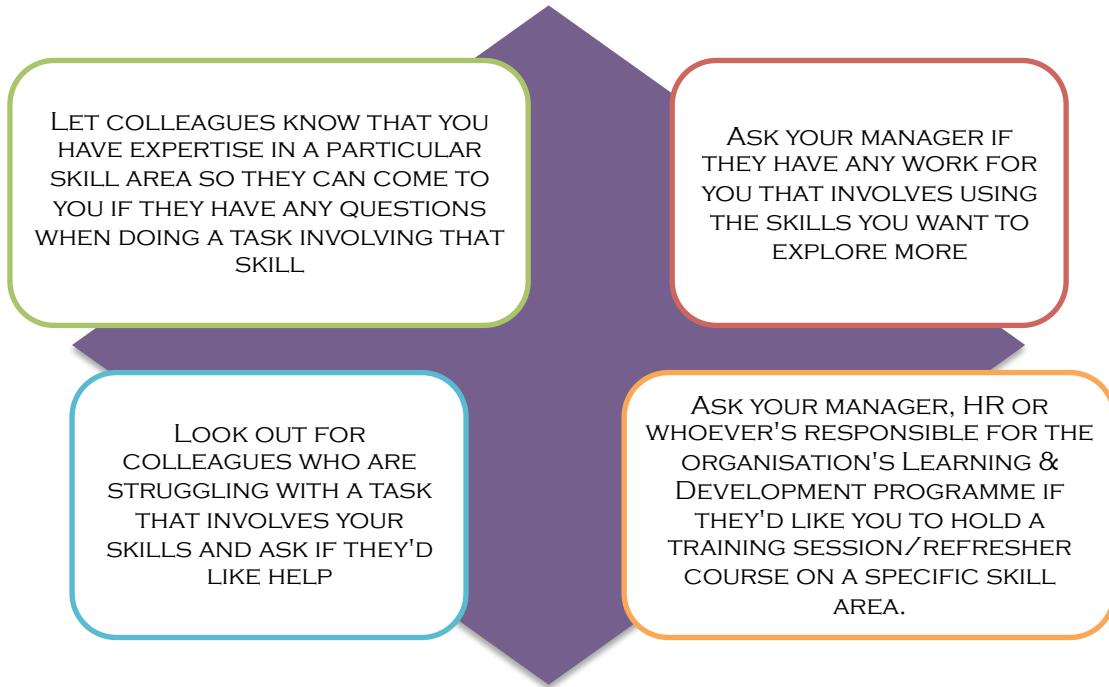 Let colleagues know that you
have expertise in a particular
skill area so they can come to
you if they have any questions
when doing a task involving that
skill
Ask your manager if
they have any work for
you that involves using
the skills you want to
explore more
Look out for
colleagues who are
struggling with a task
that involves your
skills and ask if they'd
like help
Ask your manager, HR or
whoever's responsible for the
organisation's Learning &
Development programme if
they'd like you to hold a
training session/refresher
course on a specific skill
area.